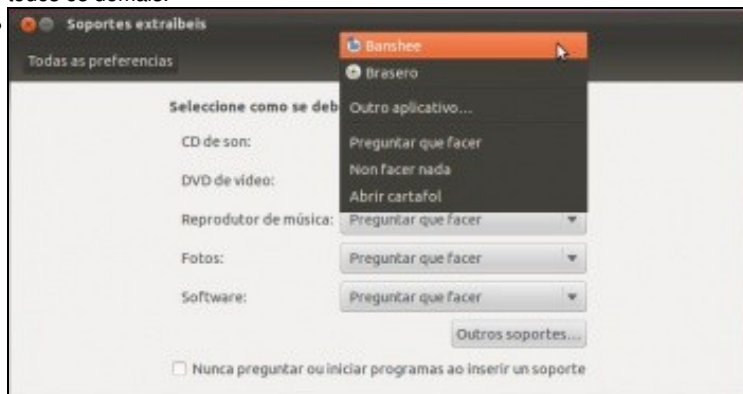 Soportes extraíbeis
Todas as preferencias
Banshee
Brasero
Outro aplicativo...
Preguntar que facer
Non facer nada
Abrir cartafol
Seleccione como se deb
CD de son:
DVD de vídeo:
Reprodutor de música: Preguntar que facer
Fotos: Preguntar que facer
Software: Preguntar que facer
Outros soportes...
Nunca preguntar ou iniciar programas ao inserir un soporte